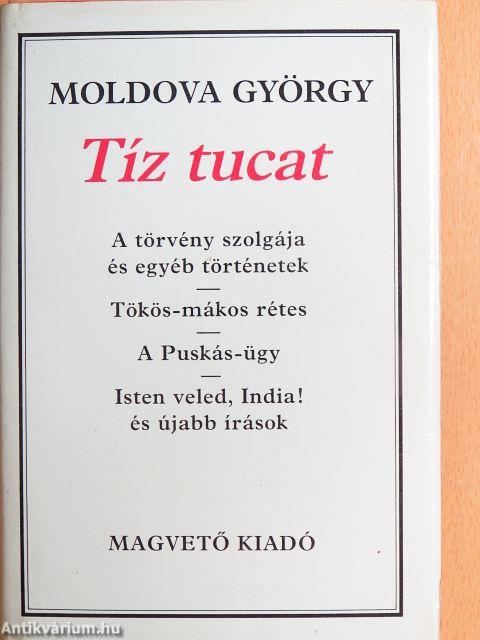 MOLDOVA GYÖRGY
Tíz tucat
A törvény szolgája
és egyéb történetek
Tökös-mákos rétes
A Puskás-ügy
Isten veled, India!
és újabb írások
MAGVETŐ KIADÓ
Antikvárium.hu